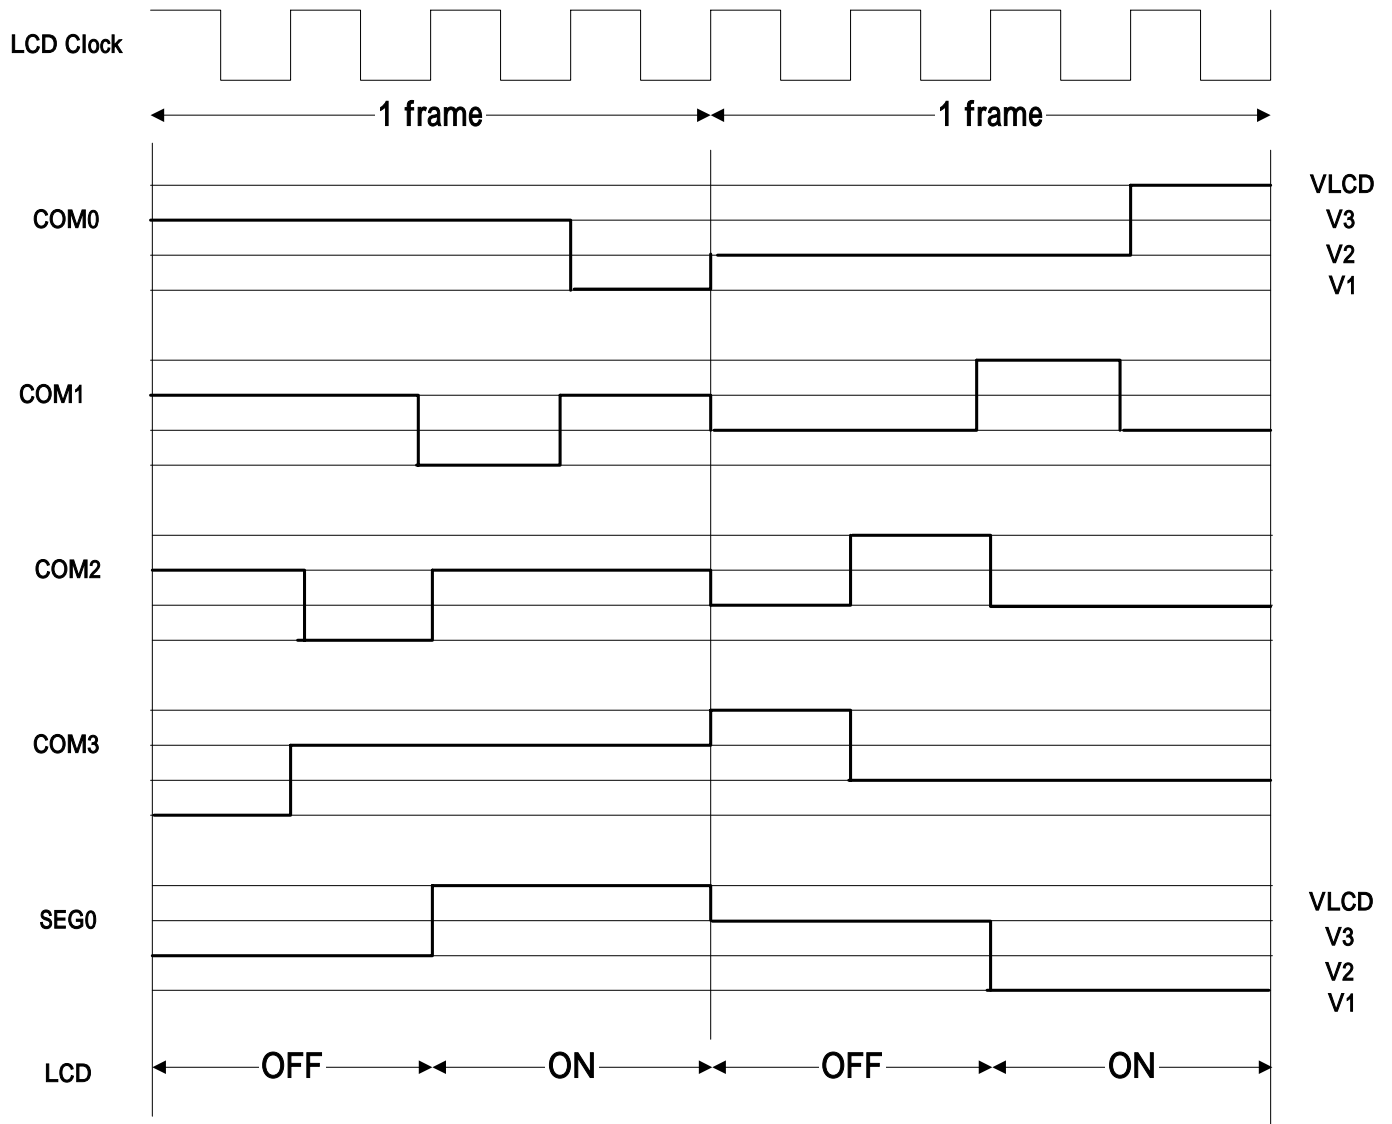 LCD Clock
1 frame 1 frame
VLCD
COM0 V3
V2
V1
COM1
COM2
COM3
VLCD
SEG0 V3
V2
V1
LCD OFF ON OFF ON